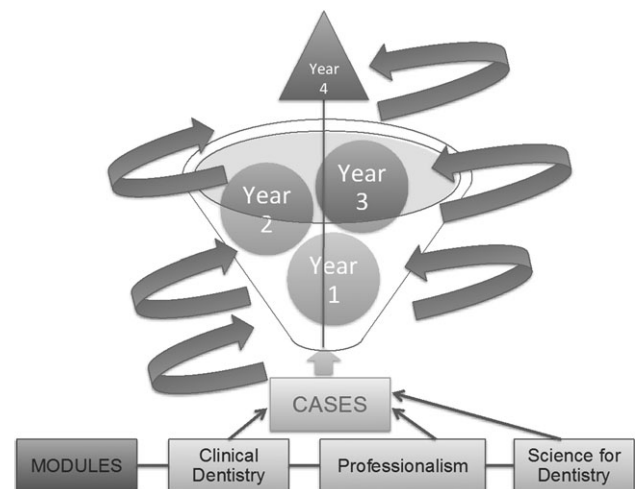 Year
4
Year
2
Year
3
Year
1
CASES
MODULES
Clinical
Dentistry
Professionalism
Science for
Dentistry